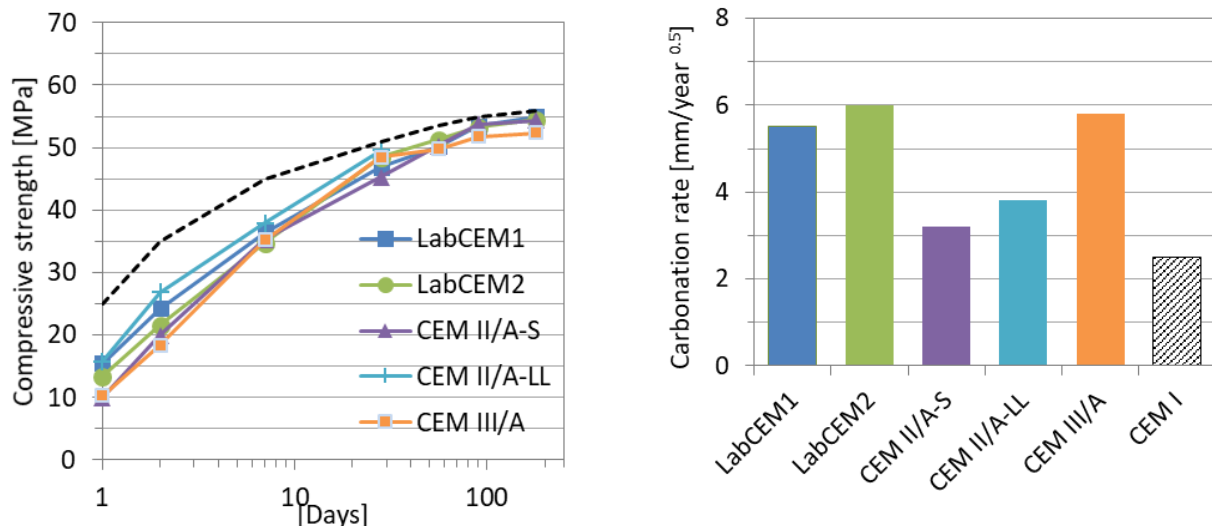 Compressive strength [MPa]
70
60
50
40
30
20
10
0
1
10
100
[Days]
LabCEM1
LabCEM2
CEM II/A-S
CEM II/A-LL
CEM III/A
Carbonation rate [mm/year 0.5]
8
6
4
2
0
LabCEM1
LabCEM2
CEM II/A-S
CEM II/A-LL
CEM III/A
CEM I